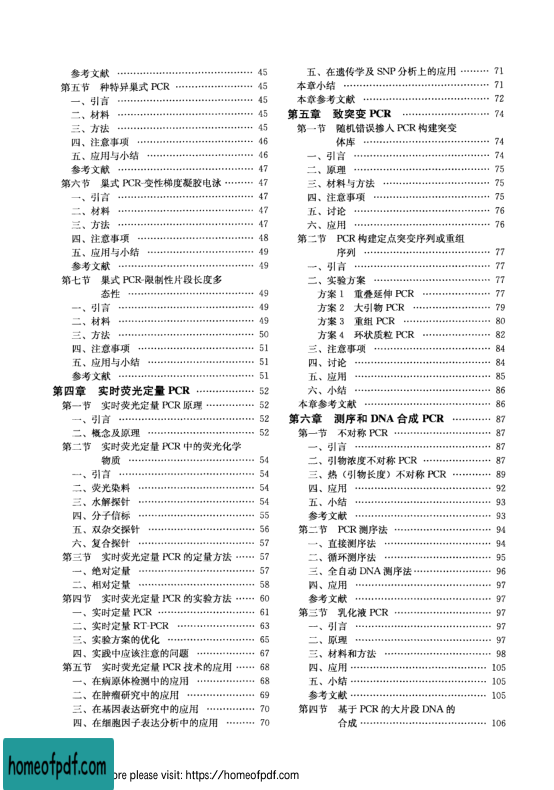 参考文献 …… 45
第五节 种特异巢式 PCR …… 45
一、引言 …… 45
二、材料 …… 45
三、方法 …… 45
四、注意事项 …… 46
五、应用与小结 …… 46
参考文献 …… 47
第六节 巢式 PCR-变性梯度凝胶电泳 …… 47
一、引言 …… 47
二、材料 …… 47
三、方法 …… 47
四、注意事项 …… 48
五、应用与小结 …… 49
参考文献 …… 49
第七节 巢式 PCR-限制性片段长度多
态性 …… 49
一、引言 …… 49
二、材料 …… 49
三、方法 …… 50
四、注意事项 …… 51
五、应用与小结 …… 51
参考文献 …… 51
第四章 实时荧光定量 PCR …… 52
第一节 实时荧光定量 PCR 原理 …… 52
一、引言 …… 52
二、概念及原理 …… 52
第二节 实时荧光定量 PCR 中的荧光化学
物质 …… 54
一、引言 …… 54
二、荧光染料 …… 54
三、水解探针 …… 54
四、分子信标 …… 55
五、双杂交探针 …… 56
六、复合探针 …… 57
第三节 实时荧光定量 PCR 的定量方法 …… 57
一、绝对定量 …… 57
二、相对定量 …… 58
第四节 实时荧光定量 PCR 的实验方法 …… 60
一、实时定量 PCR …… 61
二、实时定量 RT-PCR …… 63
三、实验方案的优化 …… 65
四、实践中应该注意的问题 …… 67
第五节 实时荧光定量 PCR 技术的应用 …… 68
一、在病原体检测中的应用 …… 68
二、在肿瘤研究中的应用 …… 69
三、在基因表达研究中的应用 …… 70
四、在细胞因子表达分析中的应用 …… 70
五、在遗传学及 SNP 分析上的应用 …… 71
本章小结 …… 71
本章参考文献 …… 72
第五章 致突变 PCR …… 74
第一节 随机错误掺入 PCR 构建突变
体库 …… 74
一、引言 …… 74
二、原理 …… 75
三、材料与方法 …… 75
四、注意事项 …… 75
五、讨论 …… 76
六、应用 …… 76
第二节 PCR 构建定点突变序列或重组
序列 …… 77
一、引言 …… 77
二、实验方案 …… 77
方案 1 重叠延伸 PCR …… 77
方案 2 大引物 PCR …… 79
方案 3 重组 PCR …… 80
方案 4 环状质粒 PCR …… 82
三、注意事项 …… 84
四、讨论 …… 84
五、应用 …… 85
六、小结 …… 86
本章参考文献 …… 86
第六章 测序和 DNA 合成 PCR …… 87
第一节 不对称 PCR …… 87
一、引言 …… 87
二、引物浓度不对称 PCR …… 87
三、热（引物长度）不对称 PCR …… 89
四、应用 …… 92
五、小结 …… 93
参考文献 …… 93
第二节 PCR 测序法 …… 94
一、直接测序法 …… 94
二、循环测序法 …… 95
三、全自动 DNA 测序法 …… 96
四、应用 …… 97
参考文献 …… 97
第三节 乳化液 PCR …… 97
一、引言 …… 97
二、原理 …… 97
三、材料和方法 …… 98
四、应用 …… 105
五、小结 …… 105
参考文献 …… 105
第四节 基于 PCR 的大片段 DNA 的
合成 …… 106
homeofpdf.com
ore please visit: https://homeofpdf.com